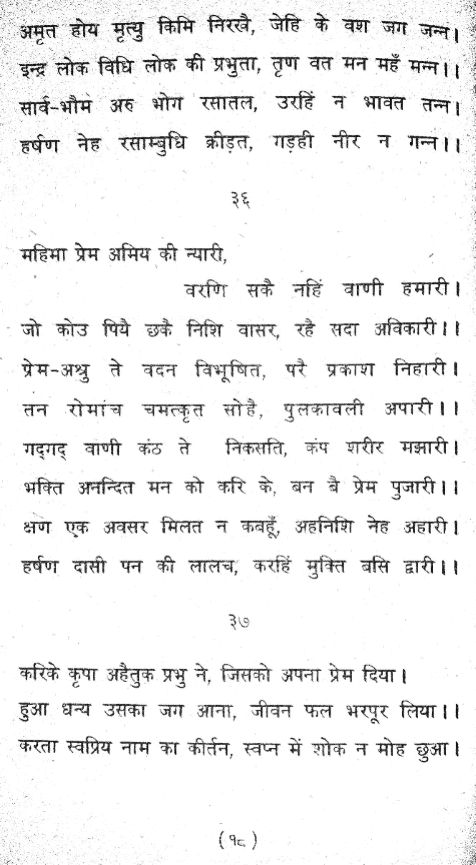 अमृत होय मृत्यु किमि निरखै, जेहि के वश जग जन्न।
इन्द्र लोक विधि लोक की प्रभुता, तृण वत मन महँ मन्न।।
सार्व-भौम अरु भोग रसातल, उरहिं न भावत तन्न।
हर्षण नेह रसाम्बुधि क्रीड़त, गड़ही नीर न गन्न।।
३६
महिमा प्रेम अमिय की न्यारी,
वरणि सकै नहिं वाणी हमारी।
जो कोउ पियै छकै निशि वासर, रहै सदा अविकारी।।
प्रेम-अश्रु ते वदन विभूषित, परै प्रकाश निहारी।
तन रोमांच चमत्कृत सोहै, पुलकावली अपारी।।
गद्‌गद् वाणी कंठ ते निकसति, कंप शरीर मझारी।
भक्ति अनन्दित मन को करि के, बन बै प्रेम पुजारी।।
क्षण एक अवसर मिलत न कबहूँ, अहनिशि नेह अहारी।
हर्षण दासी पन की लालच, करहिं मुक्ति बसि द्वारी।।
३७
करिके कृपा अहैतुक प्रभु ने, जिसको अपना प्रेम दिया।
हुआ धन्य उसका जग आना, जीवन फल भरपूर लिया।।
करता स्वप्रिय नाम का कीर्तन, स्वप्न में शोक न मोह छुआ।
(१८)